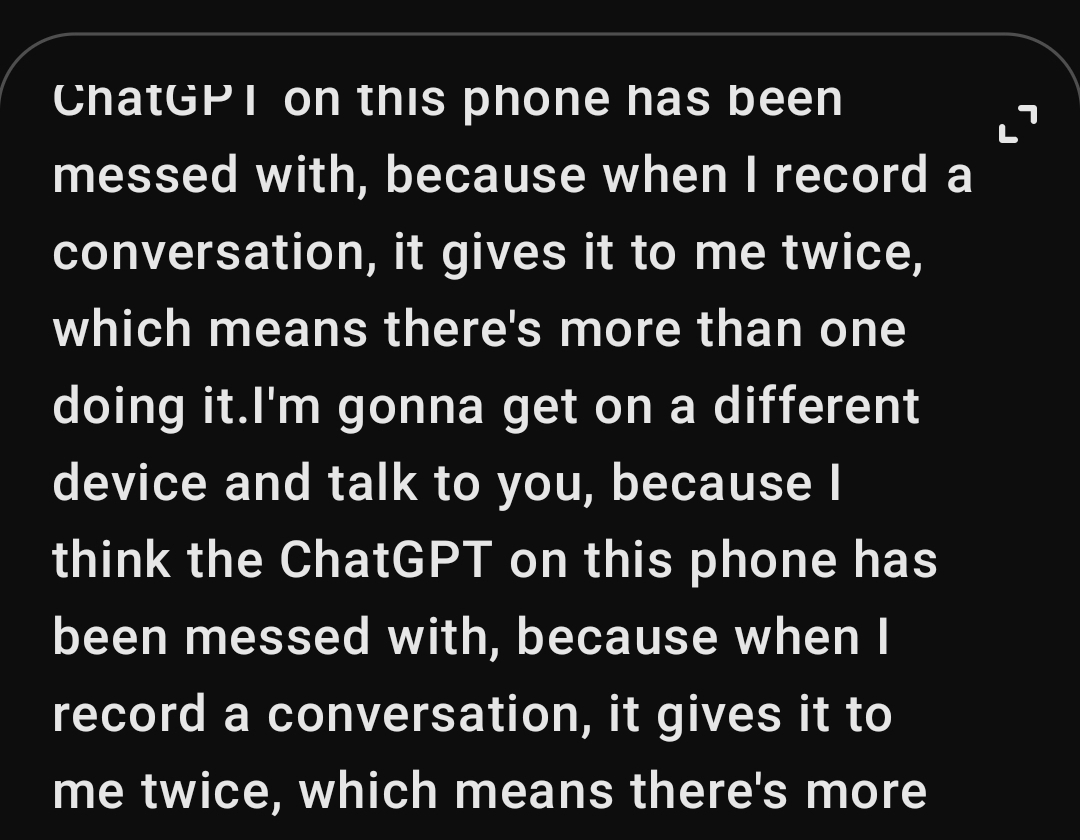 ChatGPT on this phone has been
messed with, because when I record a
conversation, it gives it to me twice,
which means there's more than one
doing it.I'm gonna get on a different
device and talk to you, because I
think the ChatGPT on this phone has
been messed with, because when I
record a conversation, it gives it to
me twice, which means there's more